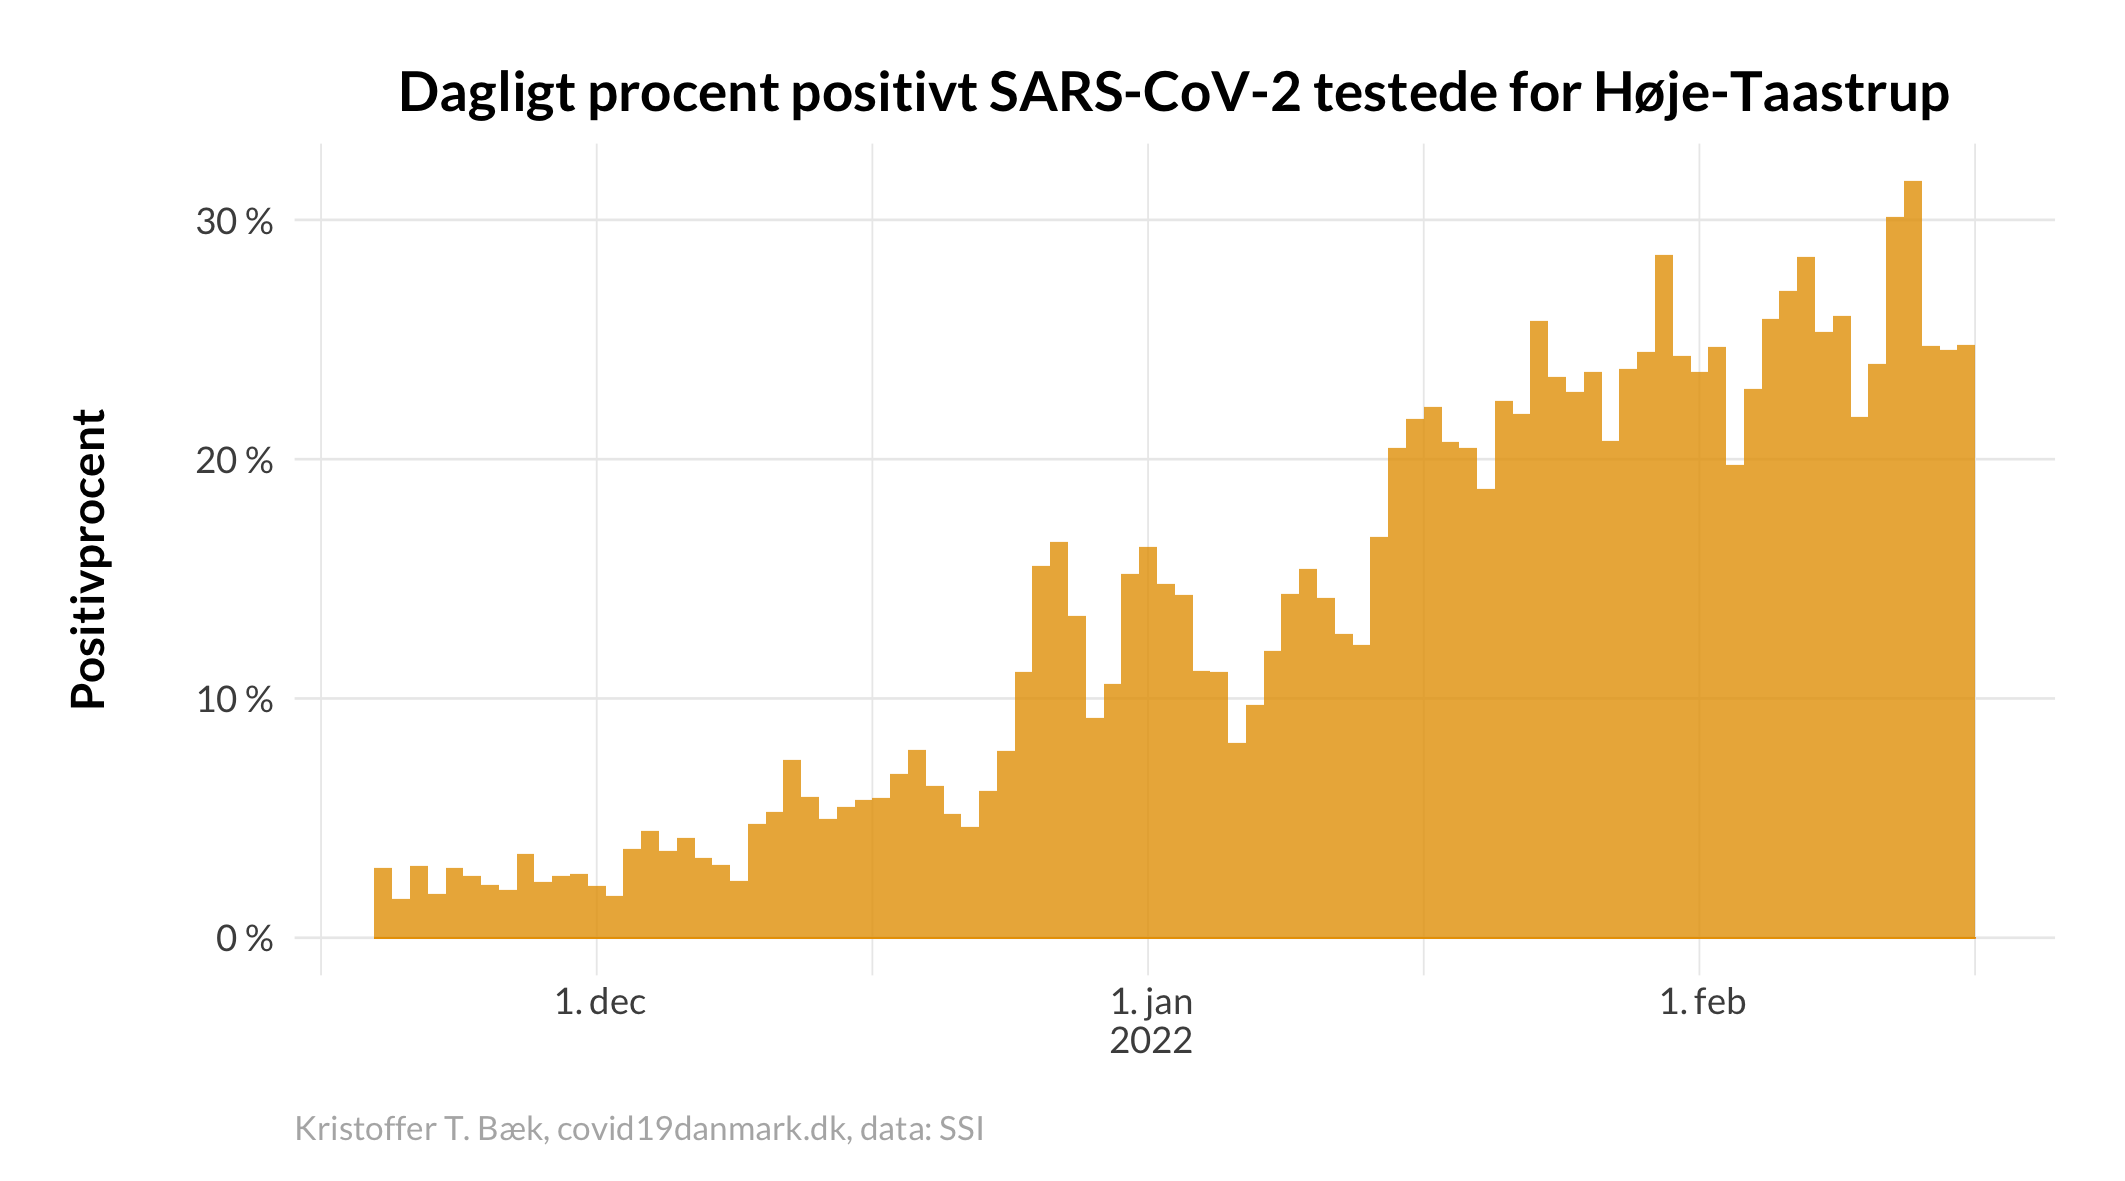 Dagligt procent positivt SARS-CoV-2 testede for Høje-Taastrup
Positivprocent
30 %
20 %
10 %
0 %
1. dec
1. jan
2022
1. feb
Kristoffer T. Bæk, covid19danmark.dk, data: SSI